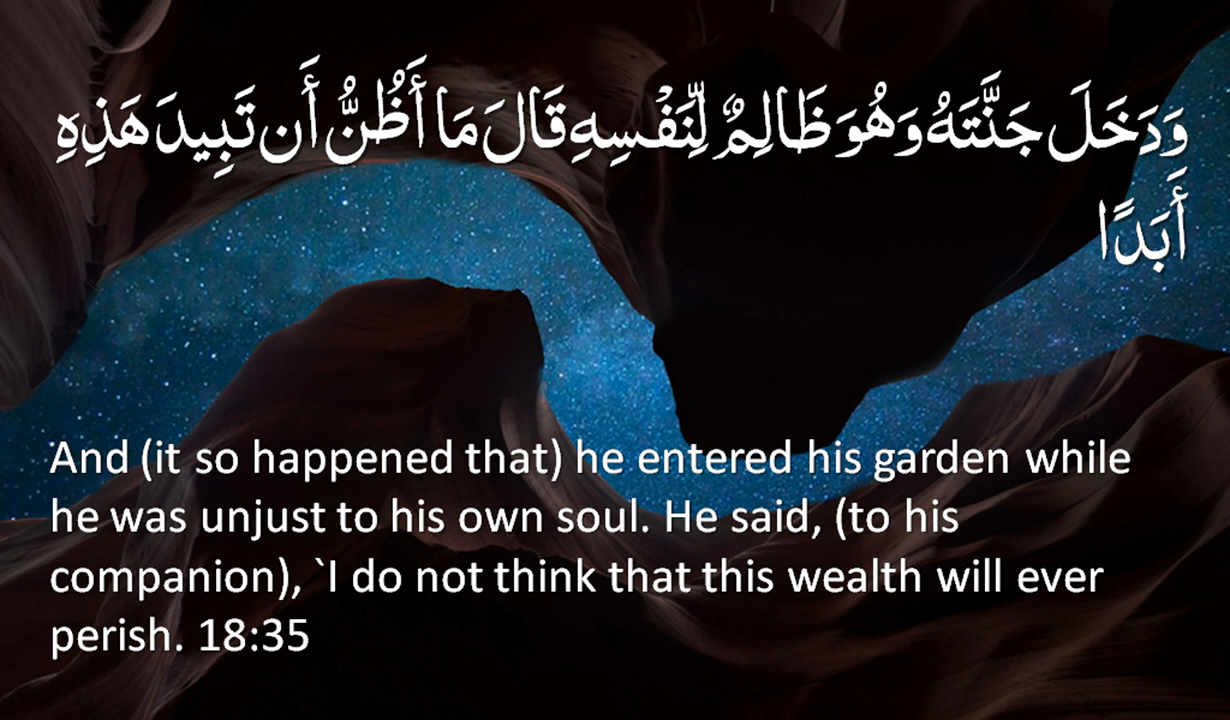 وَدَخَلَ جَنَّتَهُ وَهُوَ ظَالِمٌ لِّنَفْسِهِ قَالَ مَا أَظُنُّ أَن تَبِيدَ هَذِهِ
أَبَدًا
And (it so happened that) he entered his garden while
he was unjust to his own soul. He said, (to his
companion), `I do not think that this wealth will ever
perish. 18:35